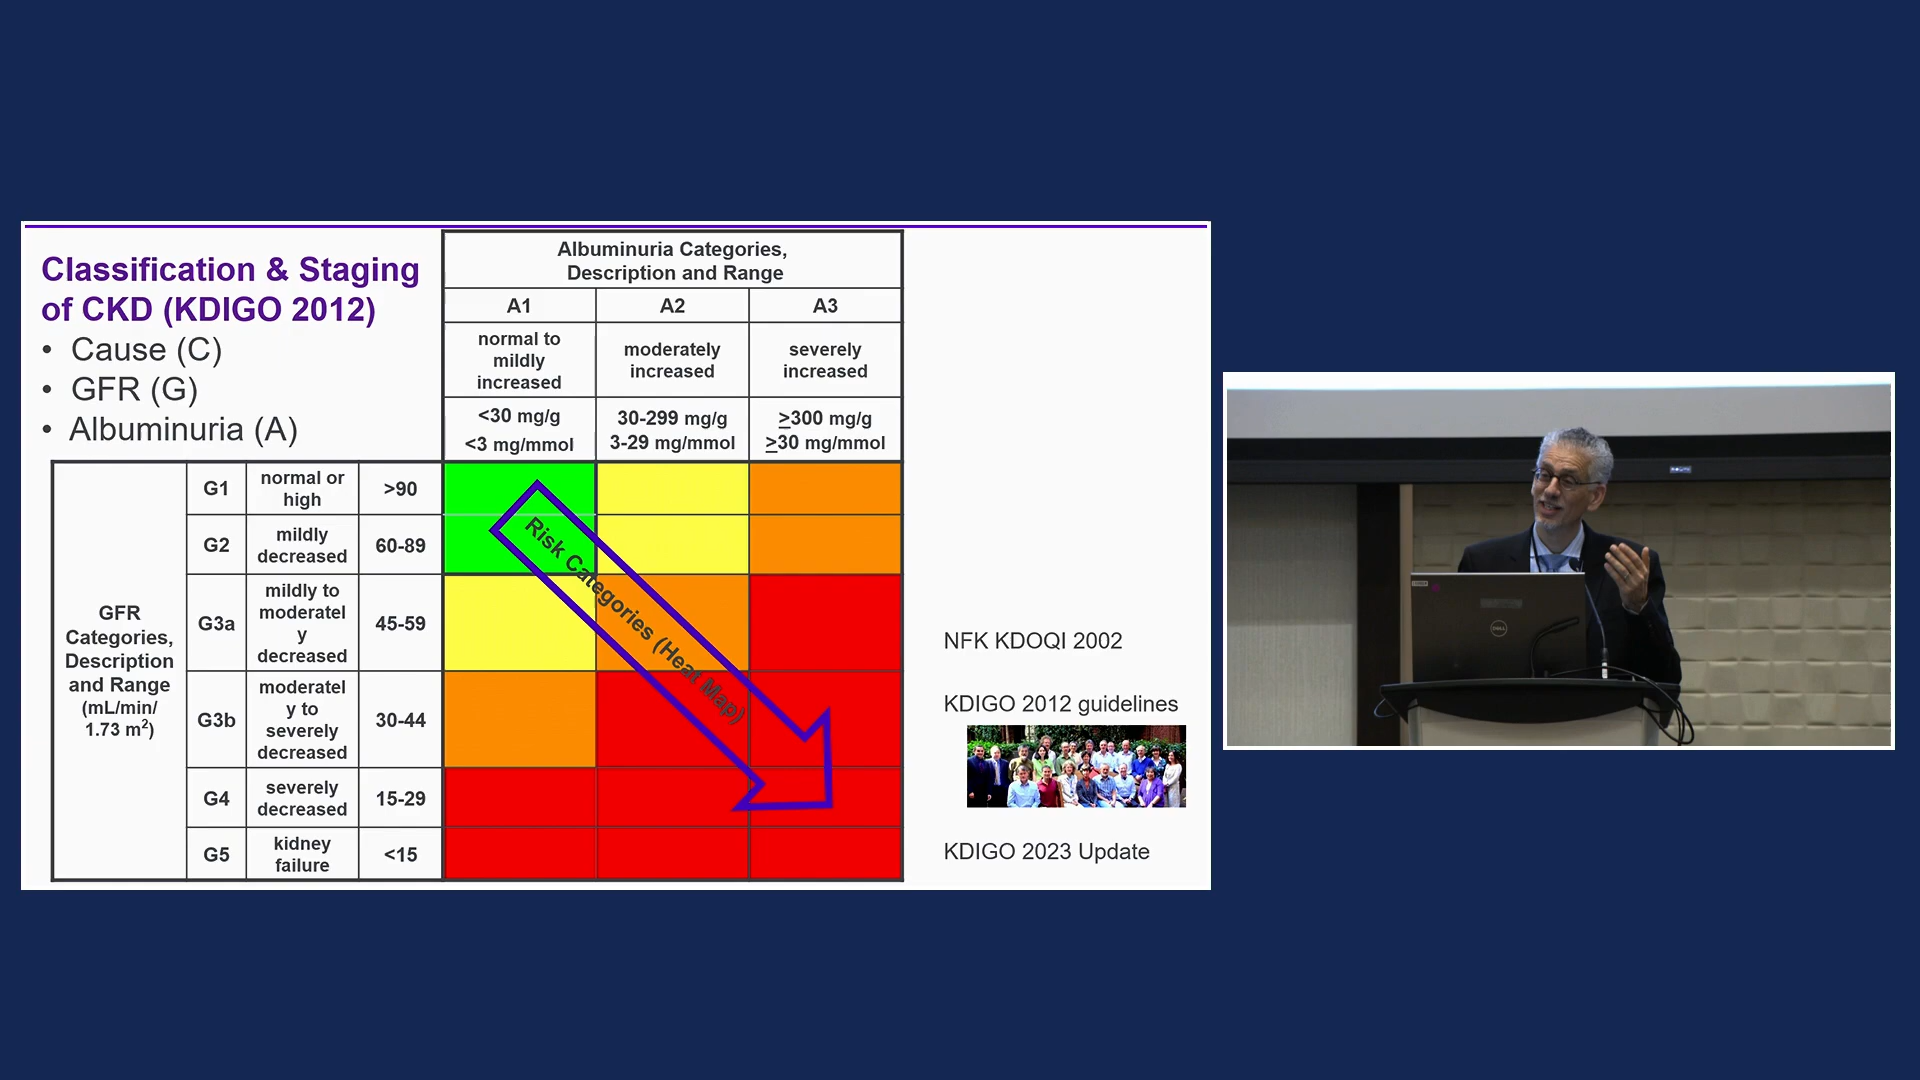 Classification & Staging
of CKD (KDIGO 2012)
• Cause (C)
• GFR (G)
• Albuminuria (A)
Albuminuria Categories,
Description and Range
A1
A2
A3
normal to
mildly
increased
moderately
increased
severely
increased
<30 mg/g
<3 mg/mmol
30-299 mg/g
3-29 mg/mmol
≥300 mg/g
≥30 mg/mmol
GFR
Categories,
Description
and Range
(mL/min/
1.73 m²)
G1
normal or
high
>90
G2
mildly
decreased
60-89
G3a
mildly to
moderatel
y
decreased
45-59
G3b
moderatel
y to
severely
decreased
30-44
G4
severely
decreased
15-29
G5
kidney
failure
<15
Risk Categories (Heat Map)
NFK KDOQI 2002
KDIGO 2012 guidelines
KDIGO 2023 Update
DELL